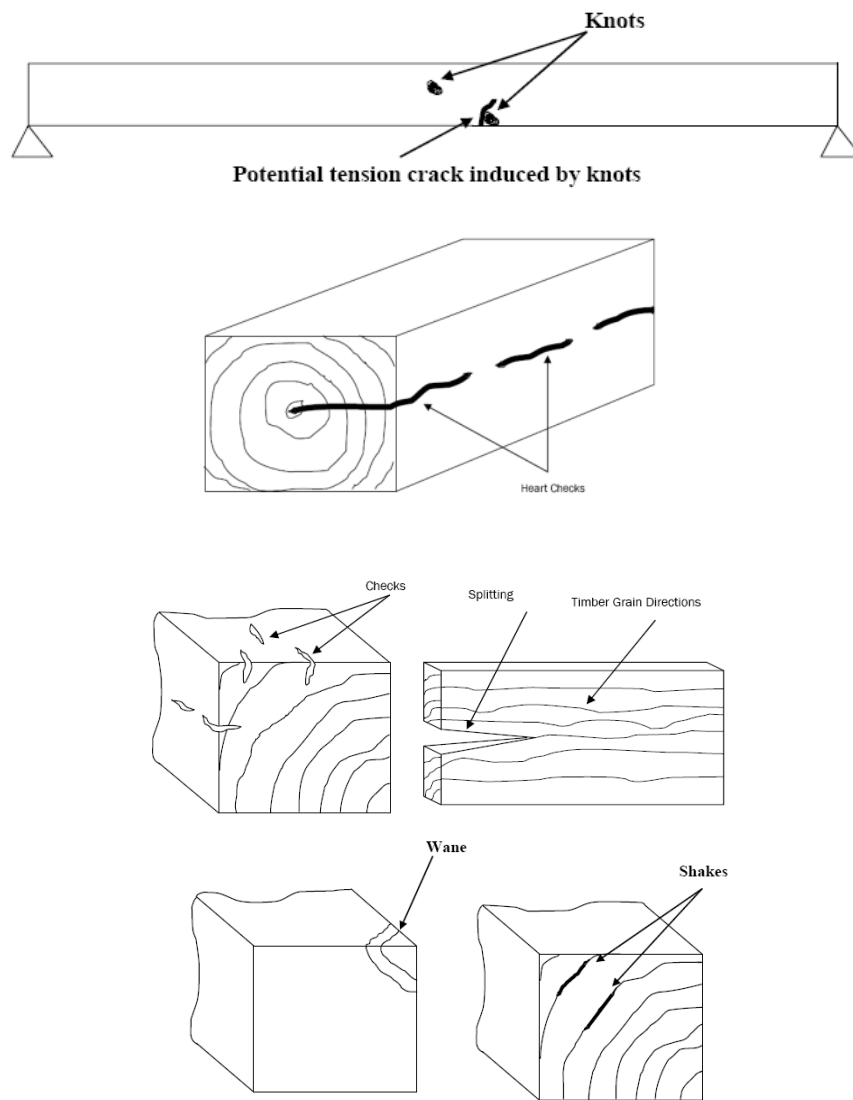 Knots
Potential tension crack induced by knots
Heart Checks
Checks
Splitting
Timber Grain Directions
Wane
Shakes